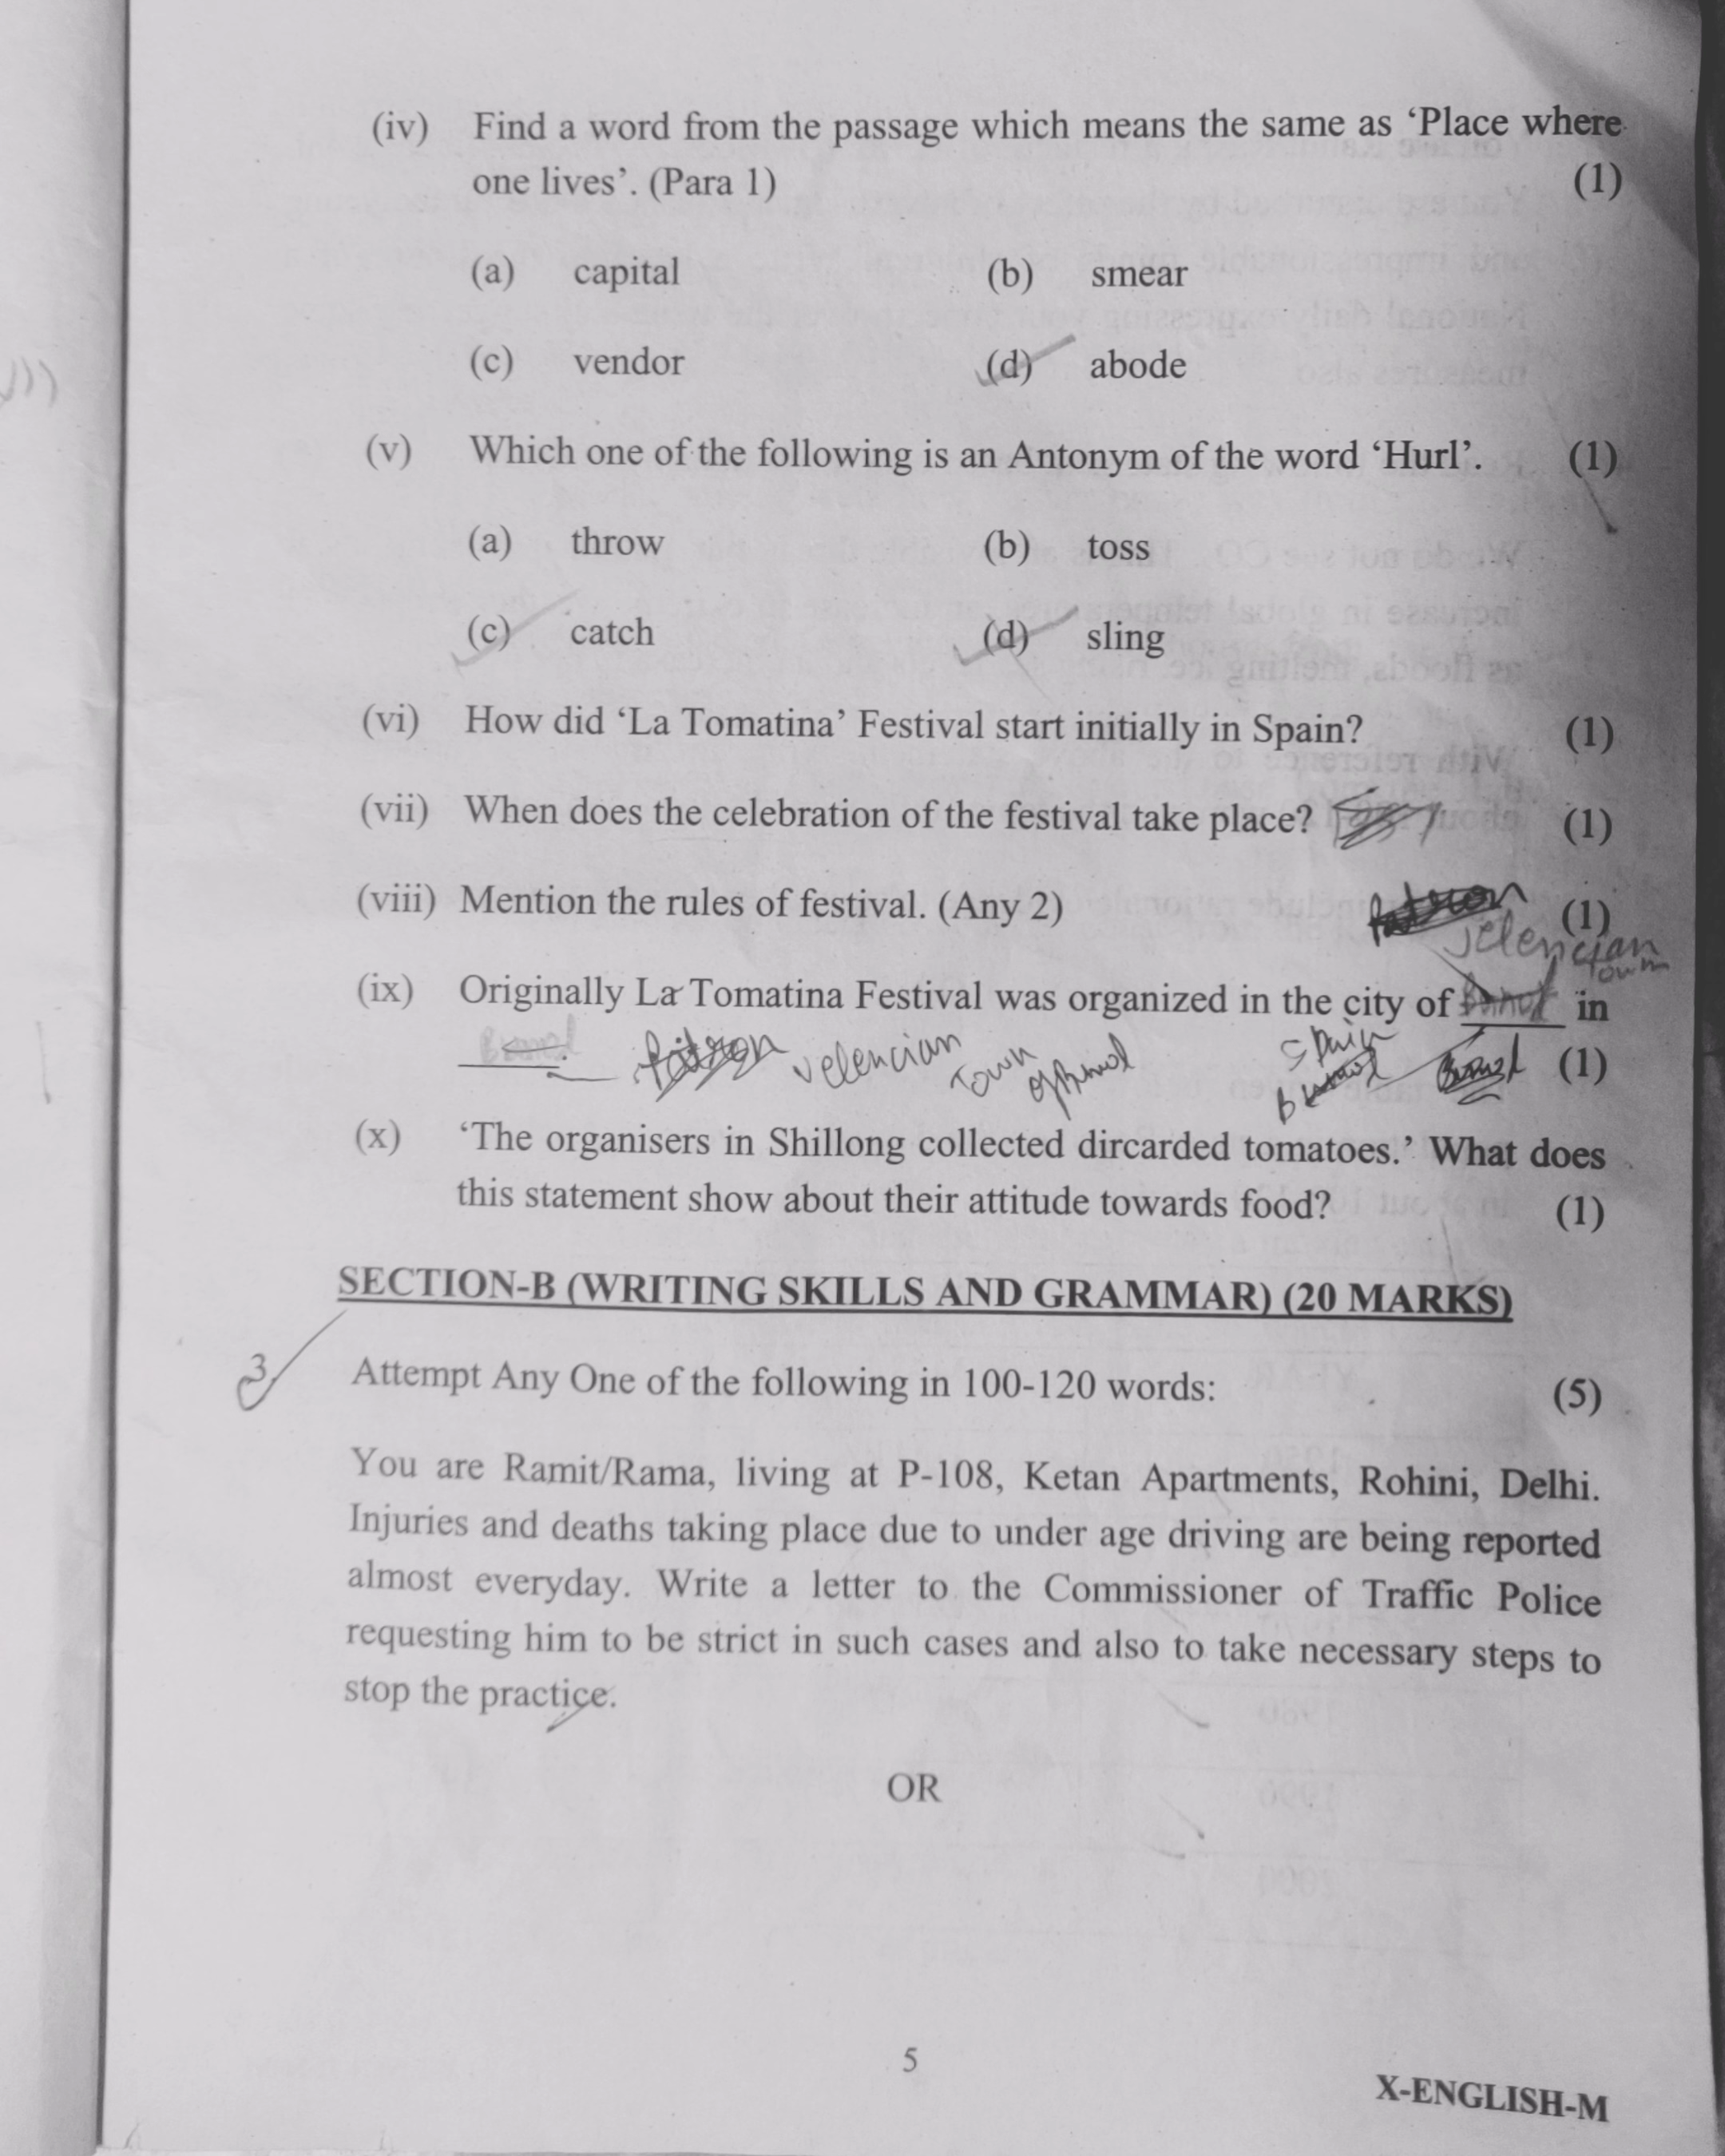 (iv) Find a word from the passage which means the same as ‘Place where
one lives’. (Para 1) (1)
(a) capital (b) smear
(c) vendor (d) abode
(v) Which one of the following is an Antonym of the word ‘Hurl’. (1)
(a) throw (b) toss
(c) catch (d) sling
(vi) How did ‘La Tomatina’ Festival start initially in Spain? (1)
(vii) When does the celebration of the festival take place? (1)
(viii) Mention the rules of festival. (Any 2) (1)
Velencian
Town
(ix) Originally La Tomatina Festival was organized in the city of Bunol in
Bunol Velencian Town of Bunol Spain (1)
(x) ‘The organisers in Shillong collected dircarded tomatoes.’ What does
this statement show about their attitude towards food? (1)
SECTION-B (WRITING SKILLS AND GRAMMAR) (20 MARKS)
3 Attempt Any One of the following in 100-120 words: (5)
You are Ramit/Rama, living at P-108, Ketan Apartments, Rohini, Delhi.
Injuries and deaths taking place due to under age driving are being reported
almost everyday. Write a letter to the Commissioner of Traffic Police
requesting him to be strict in such cases and also to take necessary steps to
stop the practice.
OR
5
X-ENGLISH-M